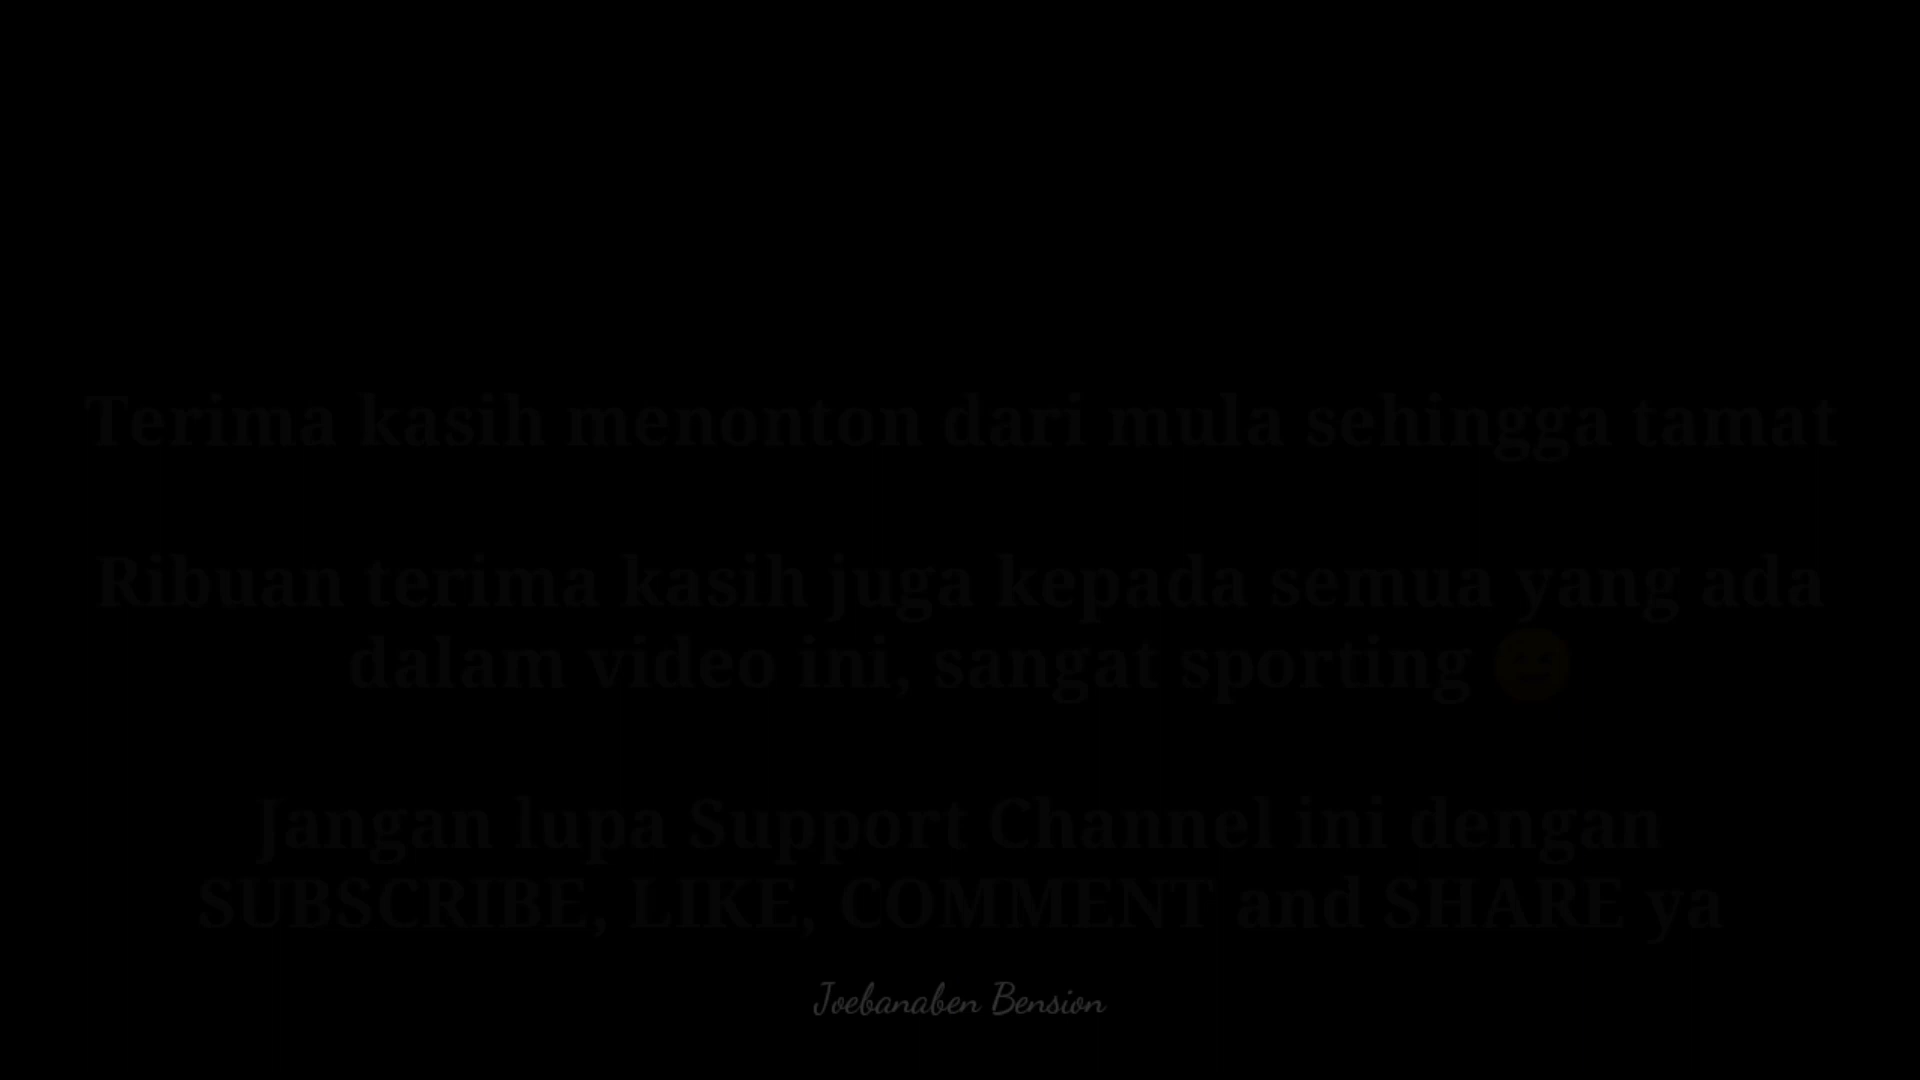 Terima kasih menonton dari mula sehingga tamat
Ribuan terima kasih juga kepada semua yang ada
dalam video ini, sangat sporting
Jangan lupa Support Channel ini dengan
SUBSCRIBE, LIKE, COMMENT and SHARE ya
Joebanaben Bension